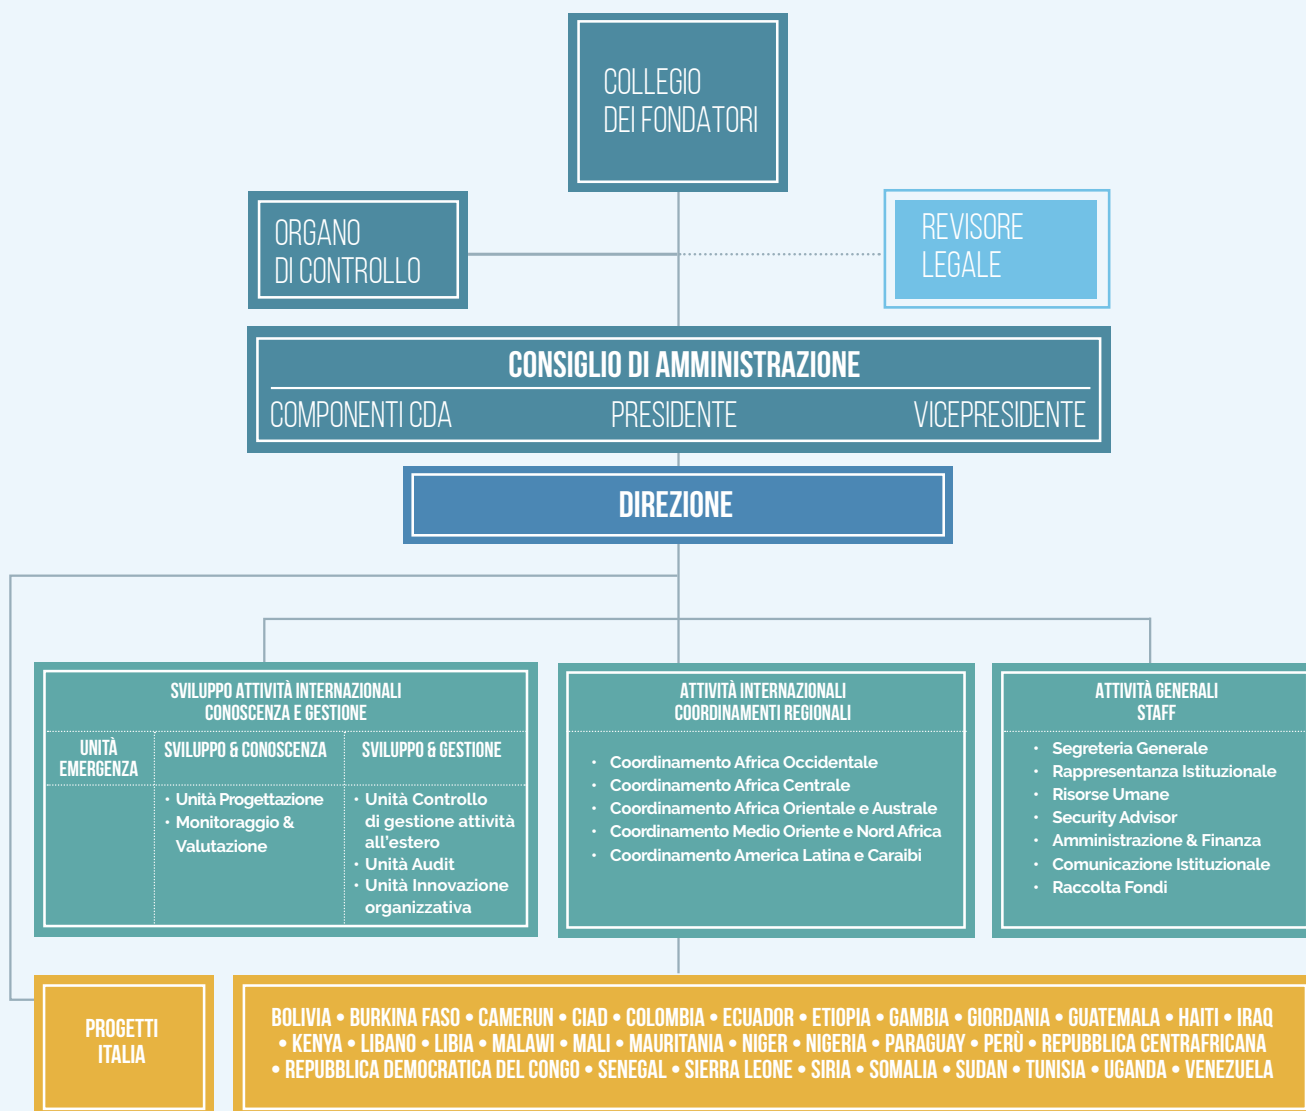 COLLEGIO
DEI FONDATORI
ORGANO
DI CONTROLLO
REVISORE
LEGALE
CONSIGLIO DI AMMINISTRAZIONE
COMPONENTI CDA PRESIDENTE VICEPRESIDENTE
DIREZIONE
SVILUPPO ATTIVITÀ INTERNAZIONALI
CONOSCENZA E GESTIONE
UNITÀ
EMERGENZA
SVILUPPO & CONOSCENZA
• Unità Progettazione
• Monitoraggio &
Valutazione
SVILUPPO & GESTIONE
• Unità Controllo
di gestione attività
all'estero
• Unità Audit
• Unità Innovazione
organizzativa
ATTIVITÀ INTERNAZIONALI
COORDINAMENTI REGIONALI
• Coordinamento Africa Occidentale
• Coordinamento Africa Centrale
• Coordinamento Africa Orientale e Australe
• Coordinamento Medio Oriente e Nord Africa
• Coordinamento America Latina e Caraibi
ATTIVITÀ GENERALI
STAFF
• Segreteria Generale
• Rappresentanza Istituzionale
• Risorse Umane
• Security Advisor
• Amministrazione & Finanza
• Comunicazione Istituzionale
• Raccolta Fondi
PROGETTI
ITALIA
BOLIVIA • BURKINA FASO • CAMERUN • CIAD • COLOMBIA • ECUADOR • ETIOPIA • GAMBIA • GIORDANIA • GUATEMALA • HAITI • IRAQ
• KENYA • LIBANO • LIBIA • MALAWI • MALI • MAURITANIA • NIGER • NIGERIA • PARAGUAY • PERÙ • REPUBBLICA CENTRAFRICANA
• REPUBBLICA DEMOCRATICA DEL CONGO • SENEGAL • SIERRA LEONE • SIRIA • SOMALIA • SUDAN • TUNISIA • UGANDA • VENEZUELA